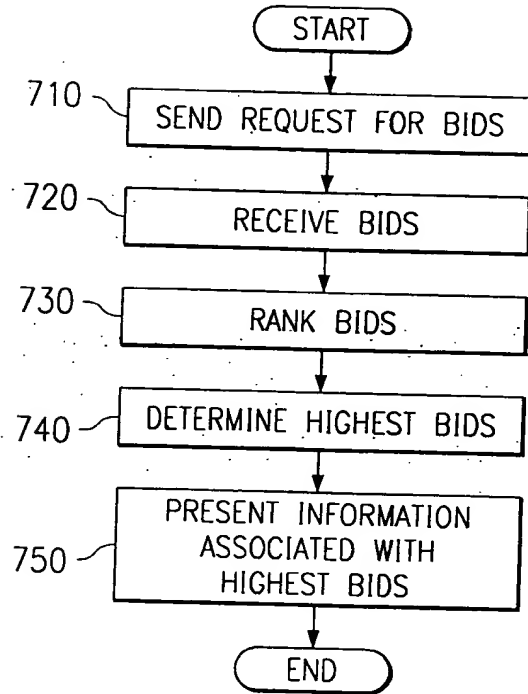 START
710
SEND REQUEST FOR BIDS
720
RECEIVE BIDS
730
RANK BIDS
740
DETERMINE HIGHEST BIDS
750
PRESENT INFORMATION
ASSOCIATED WITH
HIGHEST BIDS
END